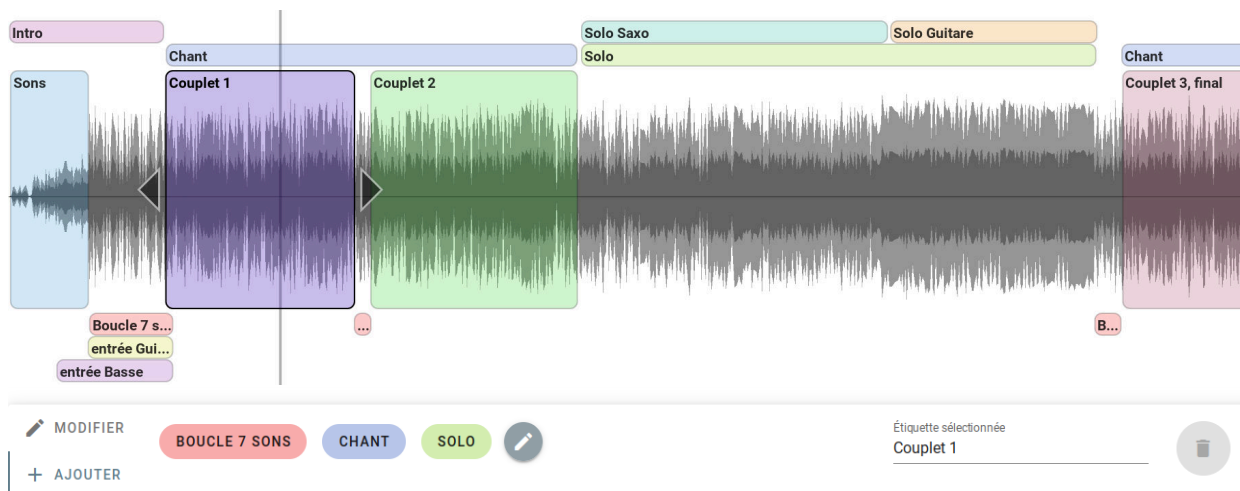 Intro
Solo Saxo
Solo Guitare
Chant
Solo
Chant
Sons
Couplet 1
Couplet 2
Couplet 3, final
Boucle 7 s...
...
B...
entrée Gui...
entrée Basse
MODIFIER
BOUCLE 7 SONS
CHANT
SOLO
Étiquette sélectionnée
Couplet 1
AJOUTER